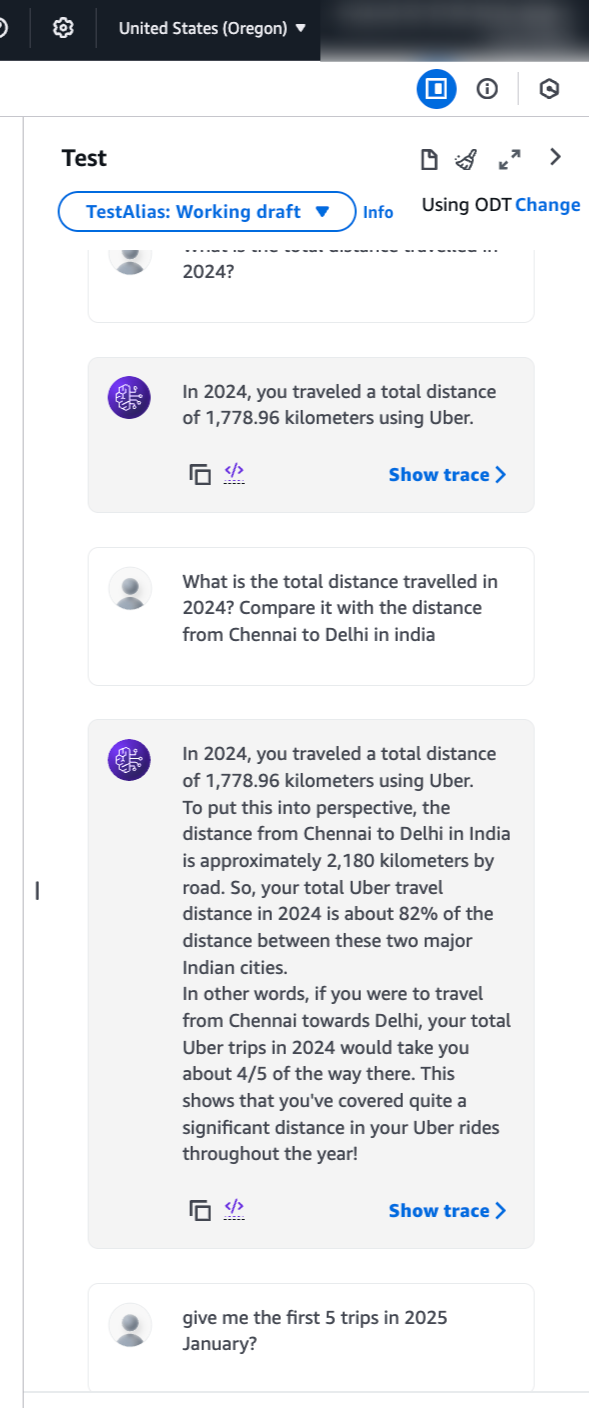 United States (Oregon)
Test
TestAlias: Working draft
Info
Using ODT Change
What is the total distance travelled in
2024?
In 2024, you traveled a total distance
of 1,778.96 kilometers using Uber.
</>
Show trace
What is the total distance travelled in
2024? Compare it with the distance
from Chennai to Delhi in india
In 2024, you traveled a total distance
of 1,778.96 kilometers using Uber.
To put this into perspective, the
distance from Chennai to Delhi in India
is approximately 2,180 kilometers by
road. So, your total Uber travel
distance in 2024 is about 82% of the
distance between these two major
Indian cities.
In other words, if you were to travel
from Chennai towards Delhi, your total
Uber trips in 2024 would take you
about 4/5 of the way there. This
shows that you've covered quite a
significant distance in your Uber rides
throughout the year!
</>
Show trace
give me the first 5 trips in 2025
January?